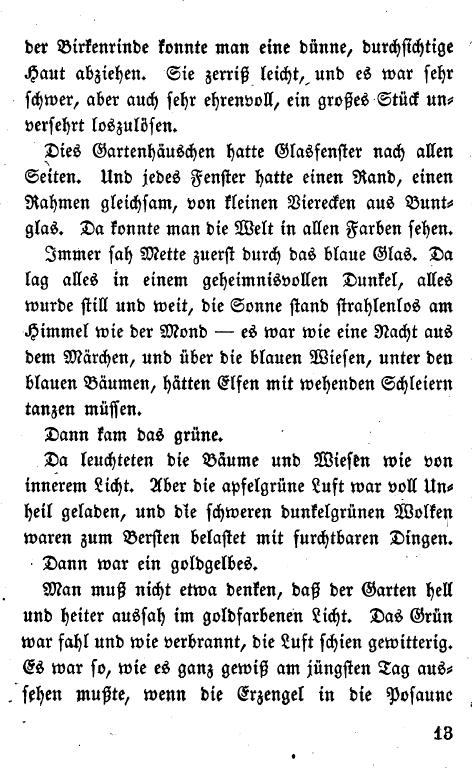 der Birkenrinde konnte man eine dünne, durchsichtige
Haut abziehen. Sie zerriß leicht, und es war sehr
schwer, aber auch sehr ehrenvoll, ein großes Stück un-
versehrt loszulösen.
Dies Gartenhäuschen hatte Glasfenster nach allen
Seiten. Und jedes Fenster hatte einen Rand, einen
Rahmen gleichsam, von kleinen Vierecken aus Bunt-
glas. Da konnte man die Welt in allen Farben sehen.
Immer sah Mette zuerst durch das blaue Glas. Da
lag alles in einem geheimnisvollen Dunkel, alles
wurde still und weit, die Sonne stand strahlenlos am
Himmel wie der Mond — es war wie eine Nacht aus
dem Märchen, und über die blauen Wiesen, unter den
blauen Bäumen, hätten Elfen mit wehenden Schleiern
tanzen müssen.
Dann kam das grüne.
Da leuchteten die Bäume und Wiesen wie von
innerem Licht. Aber die apfelgrüne Luft war voll Un-
heil geladen, und die schweren dunkelgrünen Wolken
waren zum Bersten belastet mit furchtbaren Dingen.
Dann war ein goldgelbes.
Man muß nicht etwa denken, daß der Garten hell
und heiter aussah im goldfarbenen Licht. Das Grün
war fahl und wie verbrannt, die Luft schien gewitterig.
Es war so, wie es ganz gewiß am jüngsten Tag aus-
sehen mußte, wenn die Erzengel in die Posaune
13